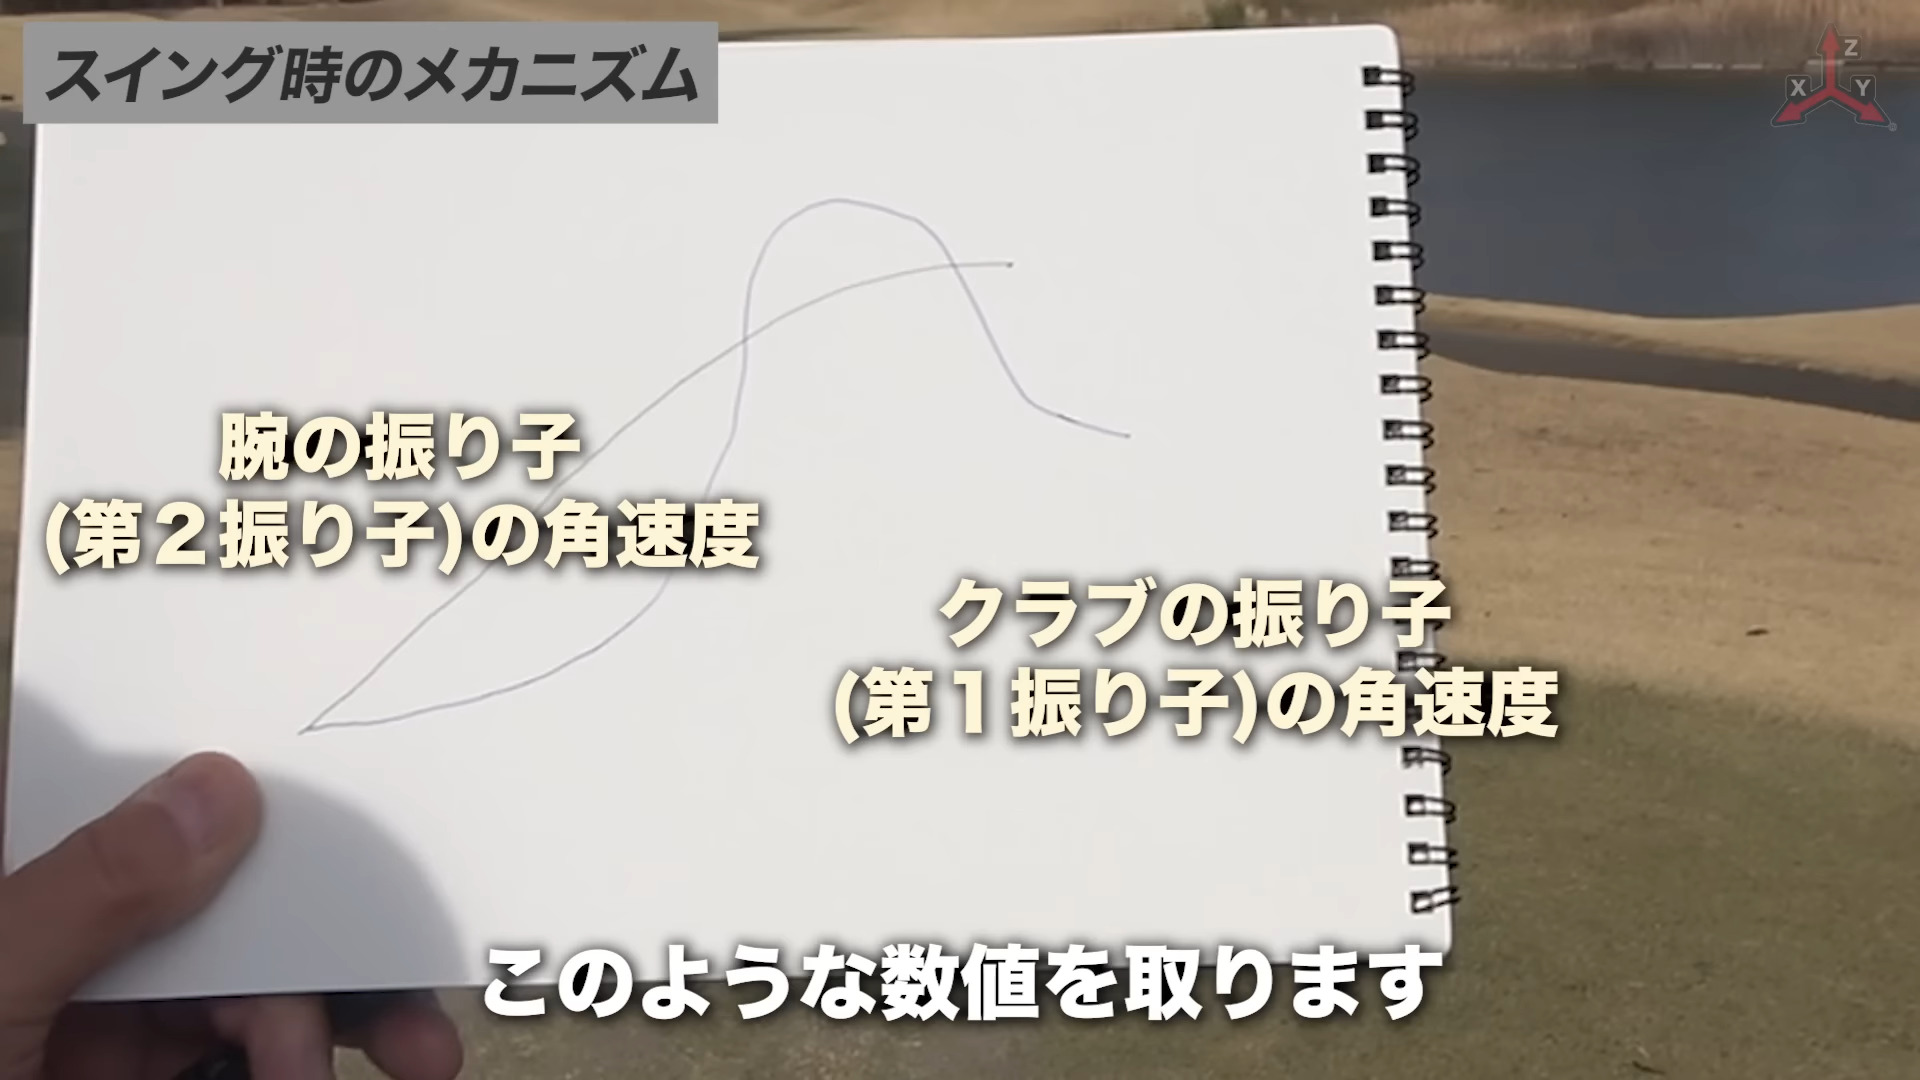 スイング時のメカニズム
Z
X Y
腕の振り子
(第２振り子)の角速度
クラブの振り子
(第１振り子)の角速度
このような数値を取ります